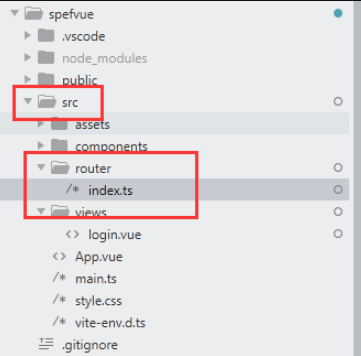 spefvue
.vscode
node_modules
public
src
assets
components
router
/* index.ts
views
<> login.vue
<> App.vue
/* main.ts
/* style.css
/* vite-env.d.ts
.gitignore